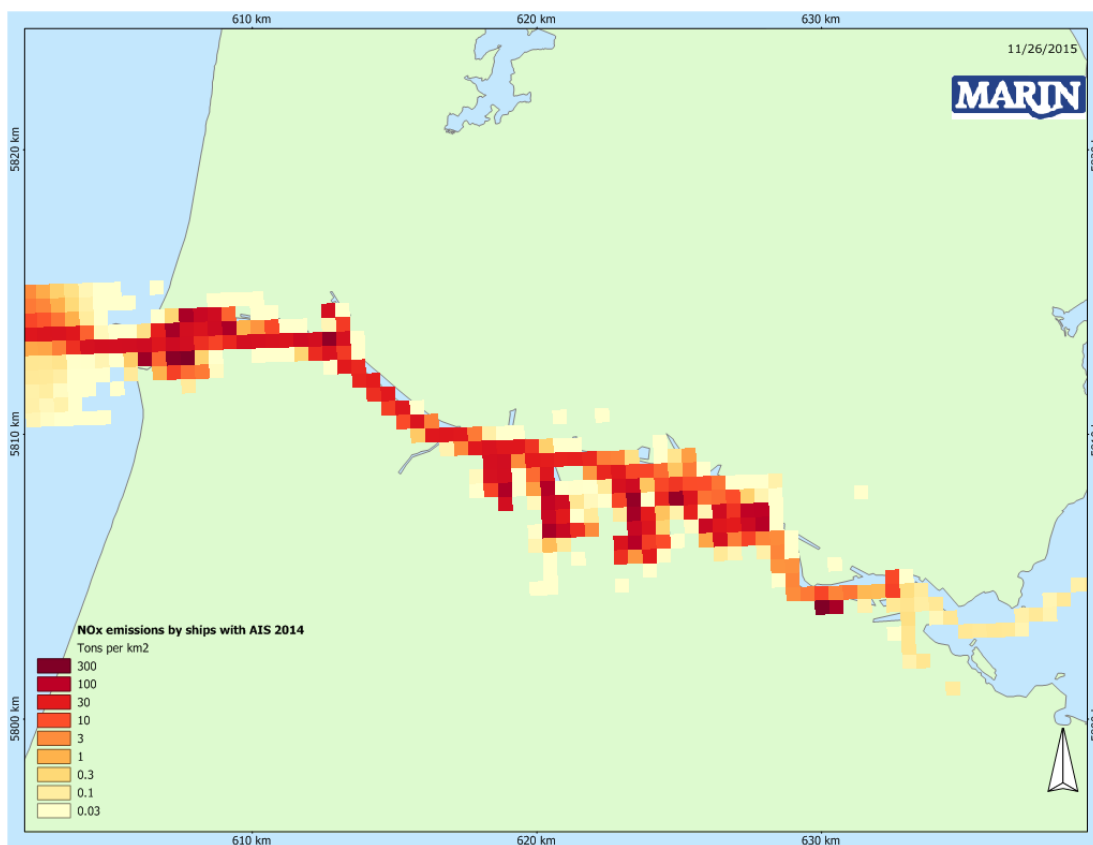 610 km
620 km
630 km
11/26/2015
MARIN
5820 km
5810 km
NOx emissions by ships with AIS 2014
Tons per km2
300
100
30
10
3
1
0.3
0.1
0.03
5800 km
610 km
620 km
630 km